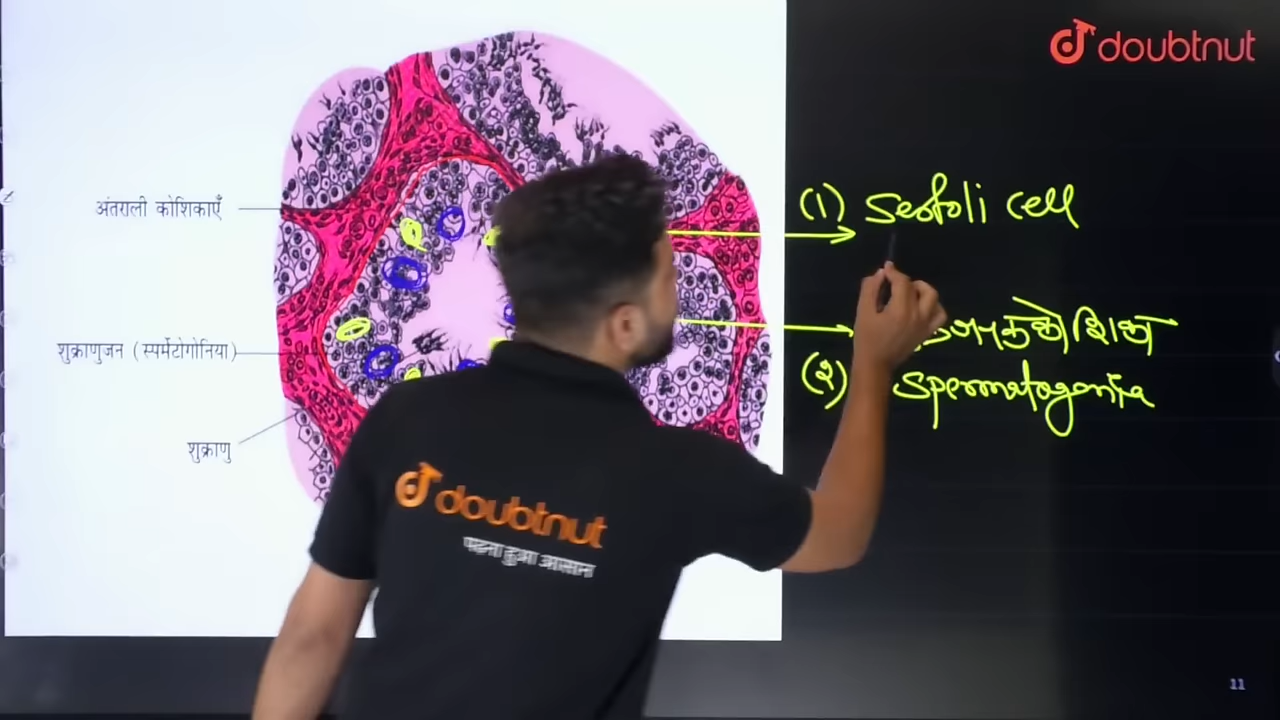 doubtnut
(1) Sertoli cell
अंतराली कोशिकाएँ
शुक्राणुजन (स्पर्मेटोगोनिया)
(2) spermatogonia
शुक्राणु
doubtnut
पढ़ना हुआ आसान
11